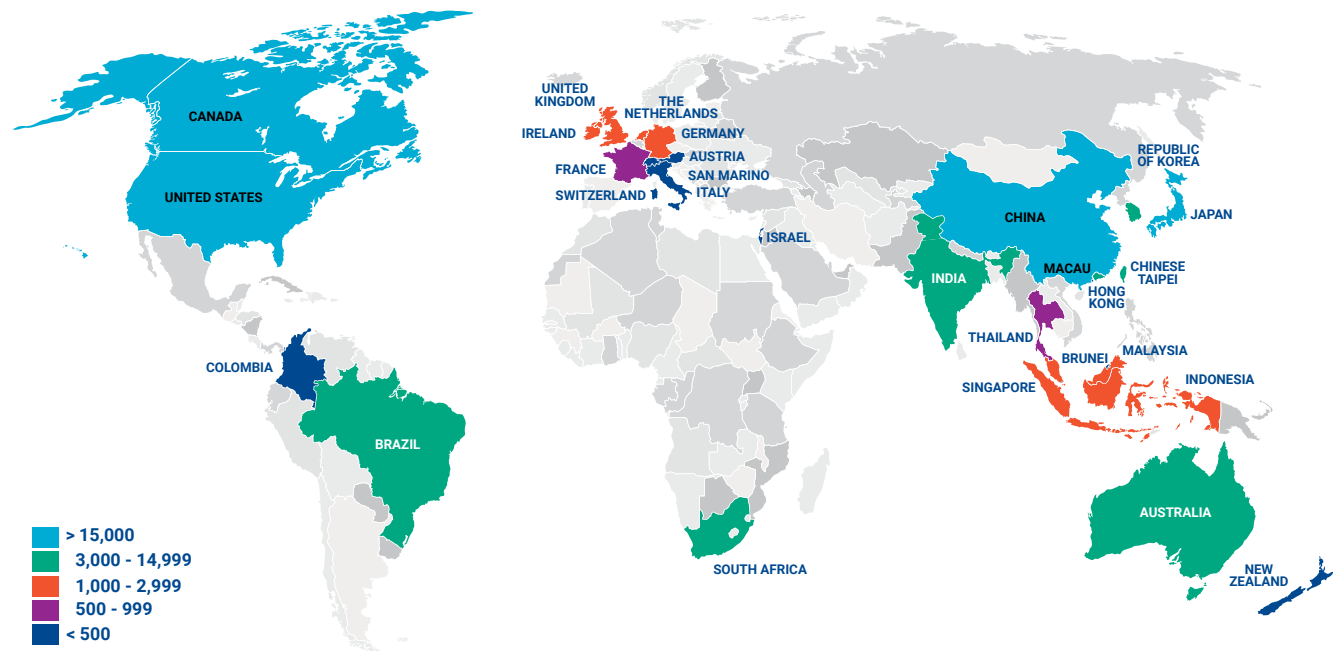 CANADA
UNITED STATES
COLOMBIA
BRAZIL
UNITED
KINGDOM
THE
NETHERLANDS
IRELAND
GERMANY
FRANCE
AUSTRIA
SAN MARINO
SWITZERLAND
ITALY
ISRAEL
SOUTH AFRICA
REPUBLIC
OF KOREA
JAPAN
CHINA
MACAU
CHINESE
TAIPEI
HONG
KONG
INDIA
THAILAND
BRUNEI
MALAYSIA
SINGAPORE
INDONESIA
AUSTRALIA
NEW
ZEALAND
> 15,000
3,000 - 14,999
1,000 - 2,999
500 - 999
< 500